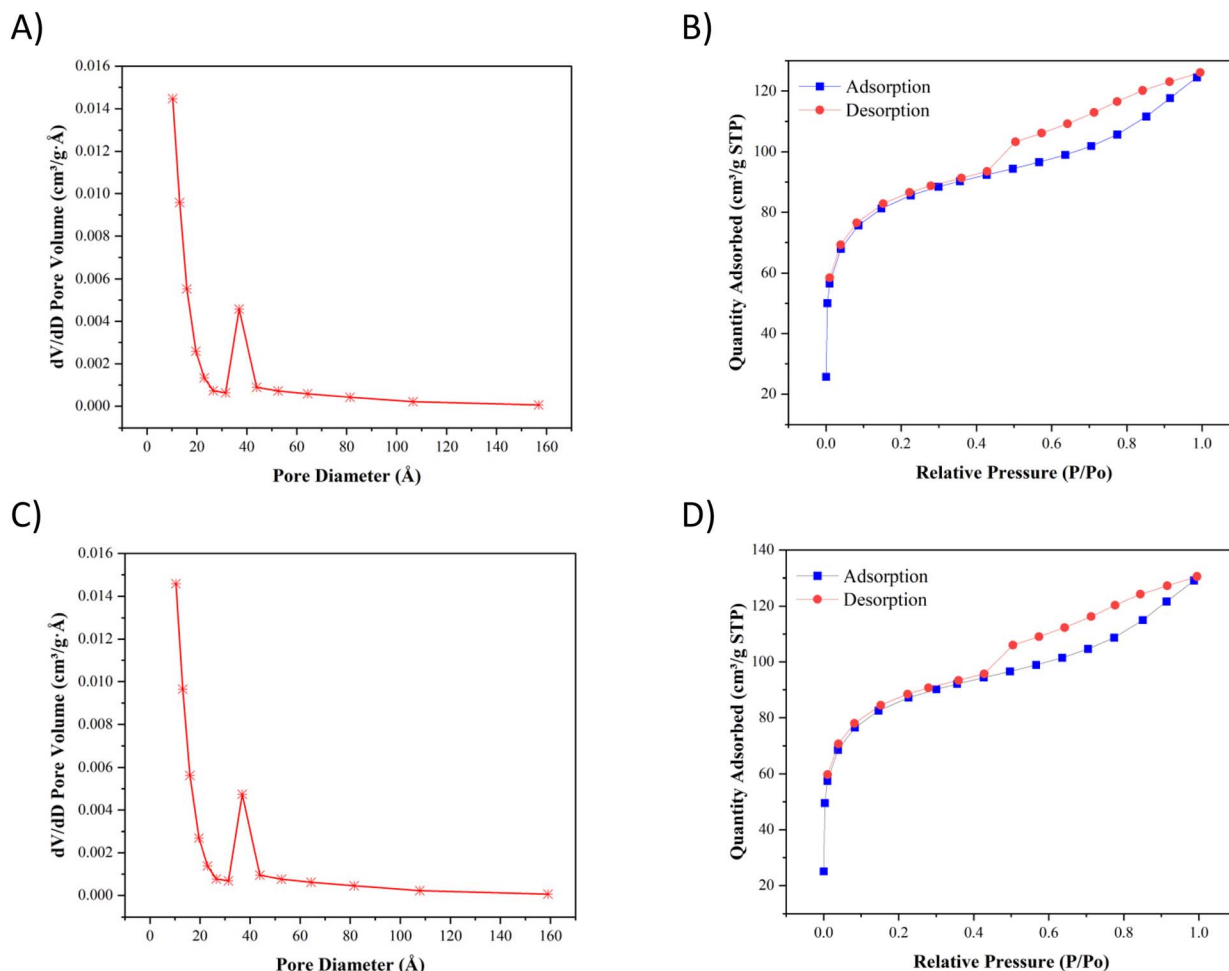 A)
0.016
0.014
0.012
0.010
0.008
0.006
0.004
0.002
0.000
dV/dD Pore Volume (cm³/g·Å)
0 20 40 60 80 100 120 140 160
Pore Diameter (Å)
B)
Adsorption
Desorption
120
100
80
60
40
20
Quantity Adsorbed (cm³/g STP)
0.0 0.2 0.4 0.6 0.8 1.0
Relative Pressure (P/Po)
C)
0.016
0.014
0.012
0.010
0.008
0.006
0.004
0.002
0.000
dV/dD Pore Volume (cm³/g·Å)
0 20 40 60 80 100 120 140 160
Pore Diameter (Å)
D)
Adsorption
Desorption
140
120
100
80
60
40
20
Quantity Adsorbed (cm³/g STP)
0.0 0.2 0.4 0.6 0.8 1.0
Relative Pressure (P/Po)